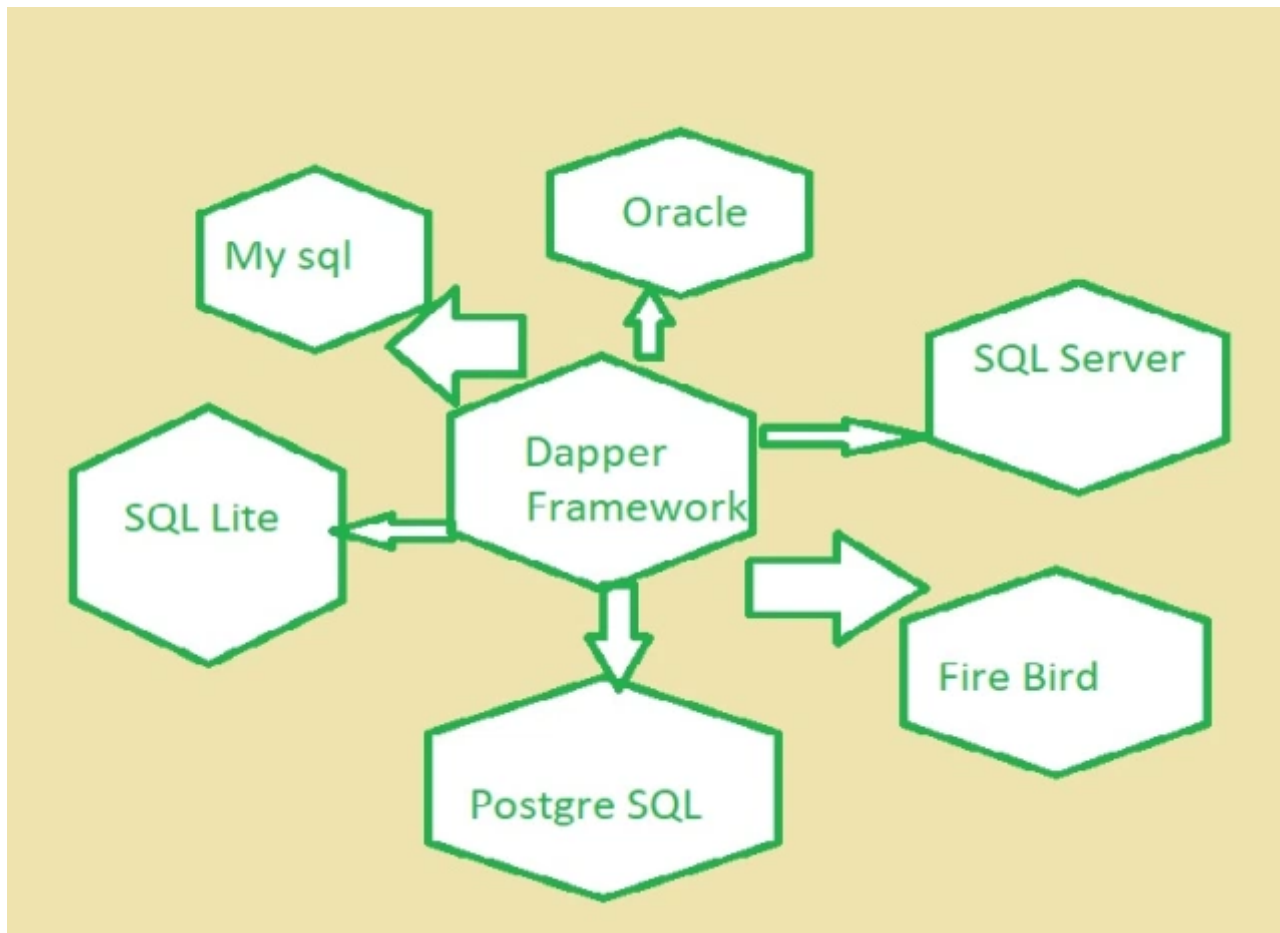 Oracle
My sql
SQL Server
Dapper
Framework
SQL Lite
Fire Bird
Postgre SQL